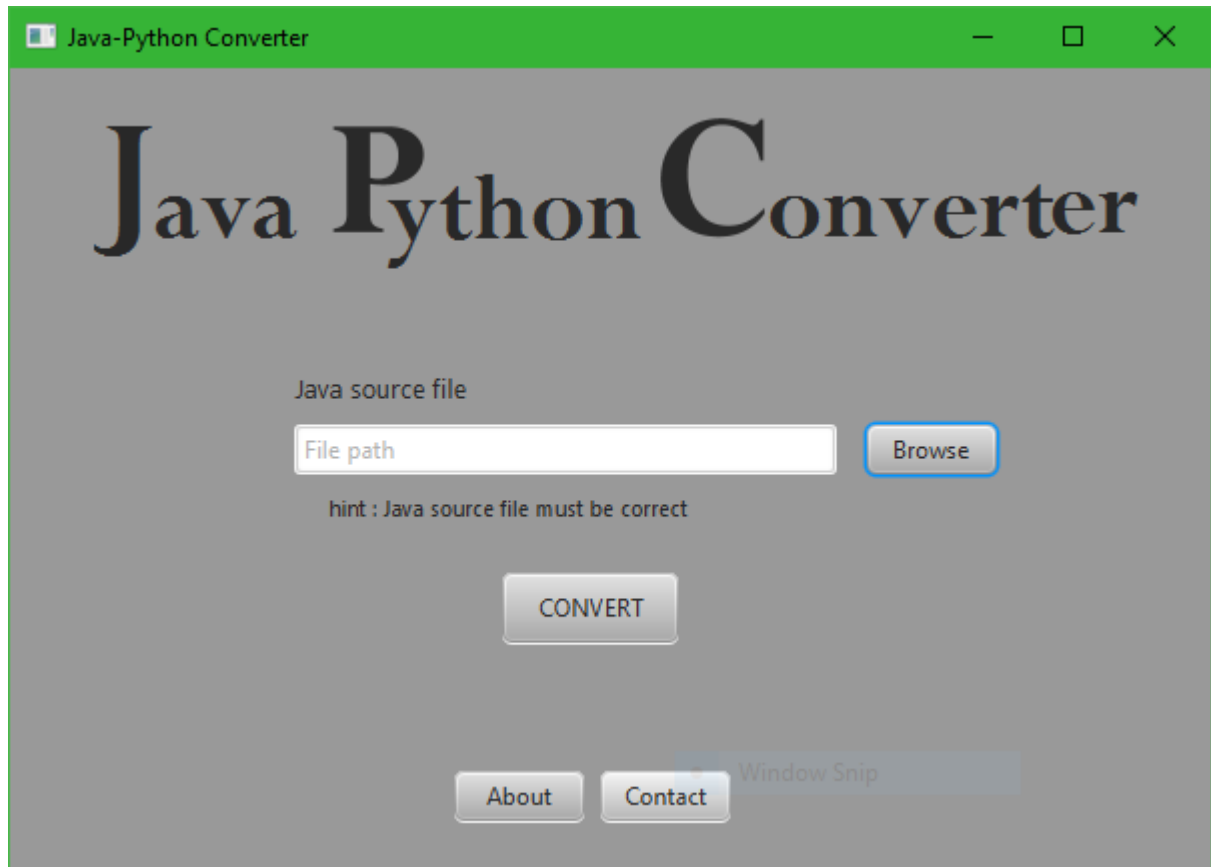 Java-Python Converter
Java Python Converter
Java source file
File path
Browse
hint : Java source file must be correct
CONVERT
Window Snip
About
Contact